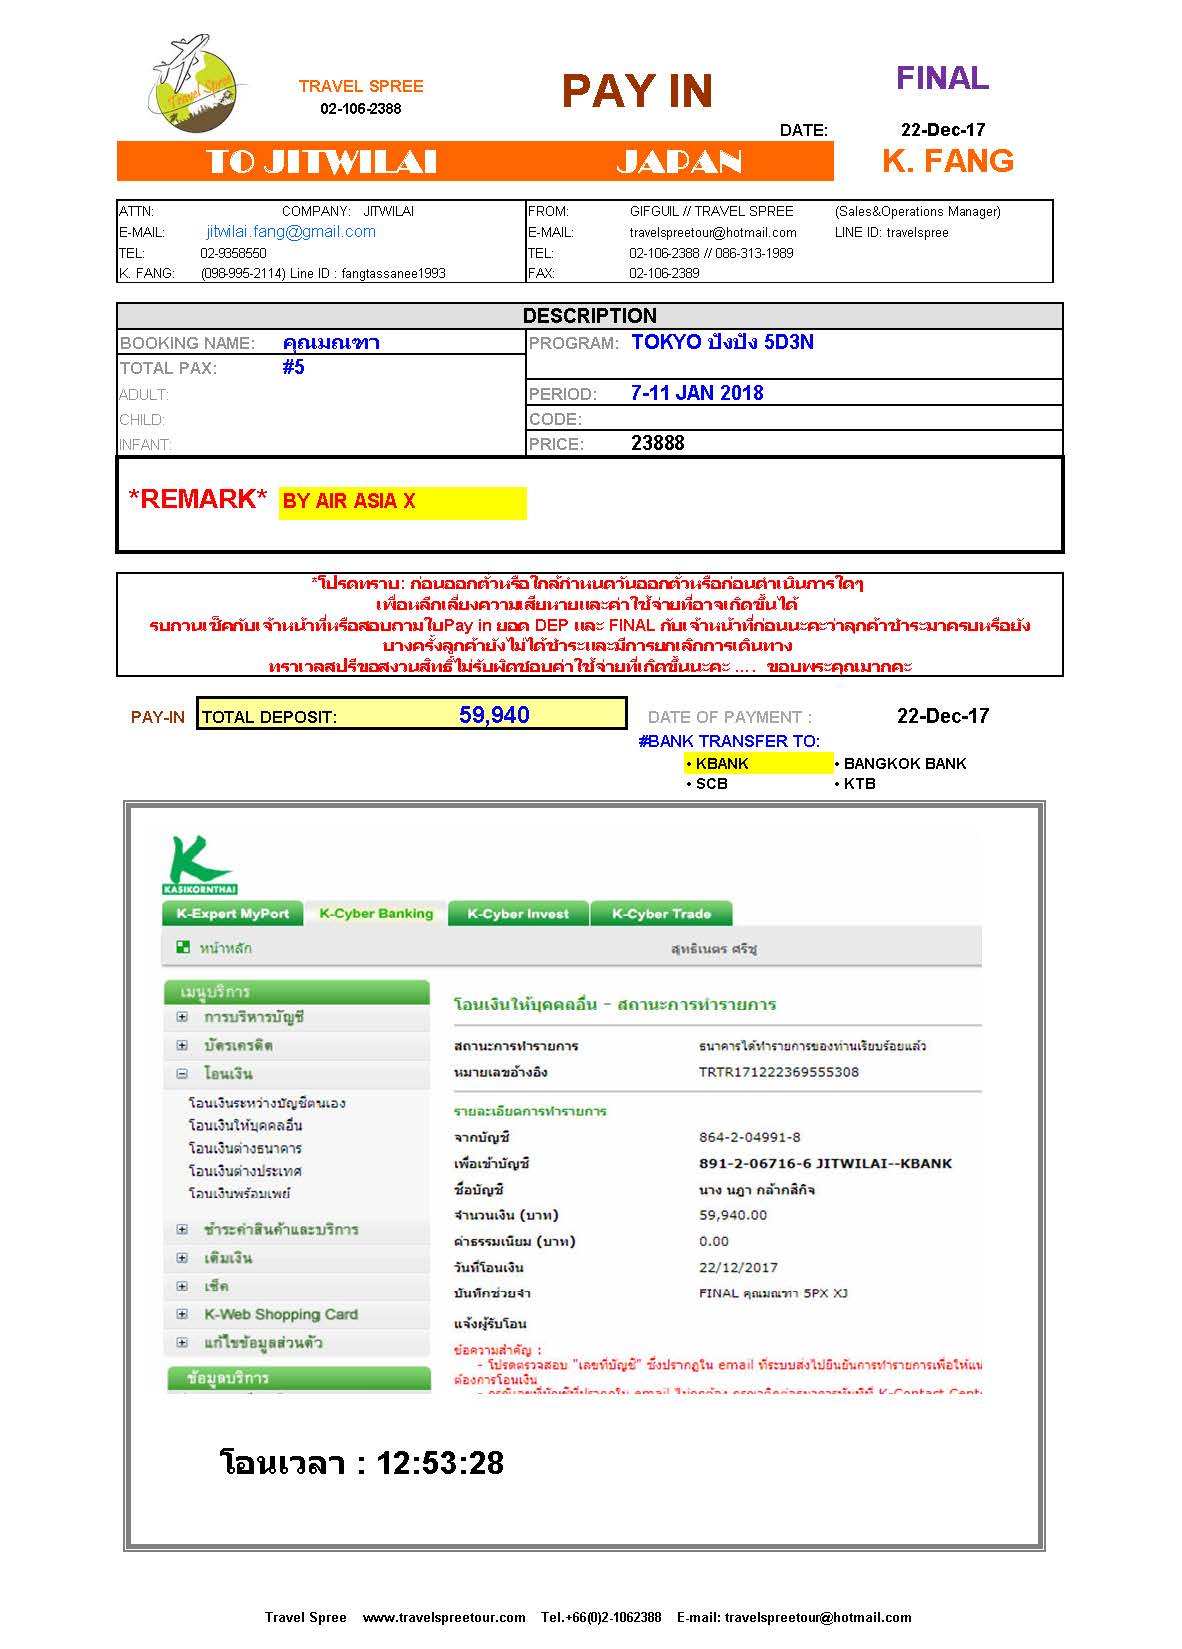 Travel Spree
TRAVEL SPREE
02-106-2388
PAY IN
FINAL
DATE: 22-Dec-17
TO JITWILAI JAPAN K. FANG
ATTN: COMPANY: JITWILAI
E-MAIL: jitwilai.fang@gmail.com
TEL: 02-9358550
K. FANG: (098-995-2114) Line ID : fangtassanee1993
FROM: GIFGUIL // TRAVEL SPREE (Sales&Operations Manager)
E-MAIL: travelspreetour@hotmail.com LINE ID: travelspree
TEL: 02-106-2388 // 086-313-1989
FAX: 02-106-2389
DESCRIPTION
BOOKING NAME: คุณมณฑา
TOTAL PAX: #5
ADULT:
CHILD:
INFANT:
PROGRAM: TOKYO ปังปัง 5D3N
PERIOD: 7-11 JAN 2018
CODE:
PRICE: 23888
*REMARK* BY AIR ASIA X
*โปรดทราบ: ก่อนออกตั๋วหรือใกล้กำหนดวันออกตั๋วหรือก่อนดำเนินการใดๆ
เพื่อหลีกเลี่ยงความเสียหายและค่าใช้จ่ายที่อาจเกิดขึ้นได้
รบกวนเช็คกับเจ้าหน้าที่หรือสอบถามใบPay in ยอด DEP และ FINAL กับเจ้าหน้าที่ก่อนนะคะว่าลูกค้าชำระมาครบหรือยัง
บางครั้งลูกค้ายังไม่ได้ชำระและมีการยกเลิกการเดินทาง
ทราเวลสปรีขอสงวนสิทธิ์ไม่รับผิดชอบค่าใช้จ่ายที่เกิดขึ้นนะคะ .... ขอบพระคุณมากคะ
PAY-IN TOTAL DEPOSIT: 59,940 DATE OF PAYMENT : 22-Dec-17
#BANK TRANSFER TO:
• KBANK • BANGKOK BANK
• SCB • KTB
KASIKORNTHAI
K-Expert MyPort K-Cyber Banking K-Cyber Invest K-Cyber Trade
หน้าหลัก สุทธิเนตร ศรีชู
เมนูบริการ
การบริหารบัญชี
บัตรเครดิต
โอนเงิน
โอนเงินระหว่างบัญชีตนเอง
โอนเงินให้บุคคลอื่น
โอนเงินต่างธนาคาร
โอนเงินต่างประเทศ
โอนเงินพร้อมเพย์
ชำระค่าสินค้าและบริการ
เติมเงิน
เช็ค
K-Web Shopping Card
แก้ไขข้อมูลส่วนตัว
ข้อมูลบริการ
โอนเงินให้บุคคลอื่น - สถานะการทำรายการ
สถานะการทำรายการ ธนาคารได้ทำรายการของท่านเรียบร้อยแล้ว
หมายเลขอ้างอิง TRTR171222369555308
รายละเอียดการทำรายการ
จากบัญชี 864-2-04991-8
เพื่อเข้าบัญชี 891-2-06716-6 JITWILAI--KBANK
ชื่อบัญชี นาง นฎา กล้ากสิกิจ
จำนวนเงิน (บาท) 59,940.00
ค่าธรรมเนียม (บาท) 0.00
วันที่โอนเงิน 22/12/2017
บันทึกช่วยจำ FINAL คุณมณฑา 5PX XJ
แจ้งผู้รับโอน
ข้อความสำคัญ :
- โปรดตรวจสอบ "เลขที่บัญชี" ซึ่งปรากฏใน email ที่ระบบส่งไปยืนยันการทำรายการเพื่อให้แน
ต้องการโอนเงิน
โอนเวลา : 12:53:28
Travel Spree www.travelspreetour.com Tel.+66(0)2-1062388 E-mail: travelspreetour@hotmail.com